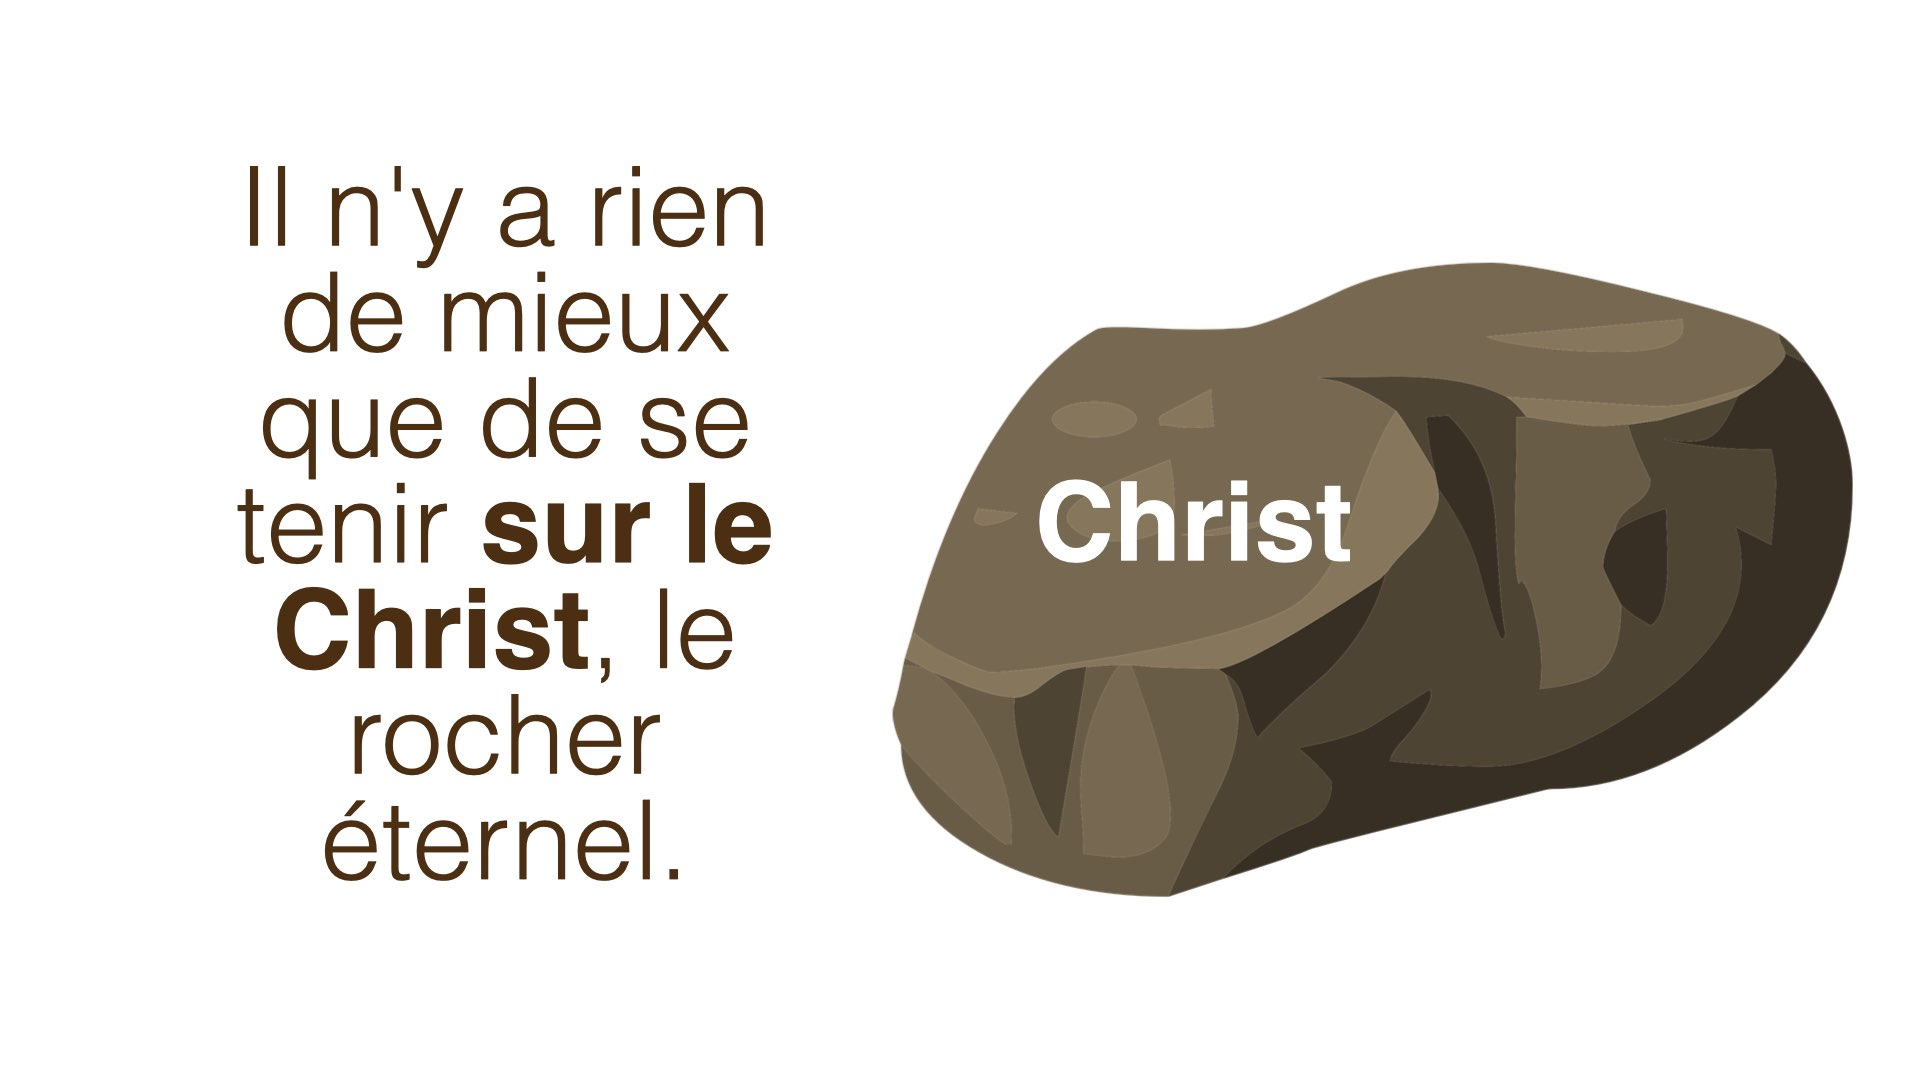 Il n'y a rien
de mieux
que de se
tenir sur le
Christ, le
rocher
éternel.
Christ